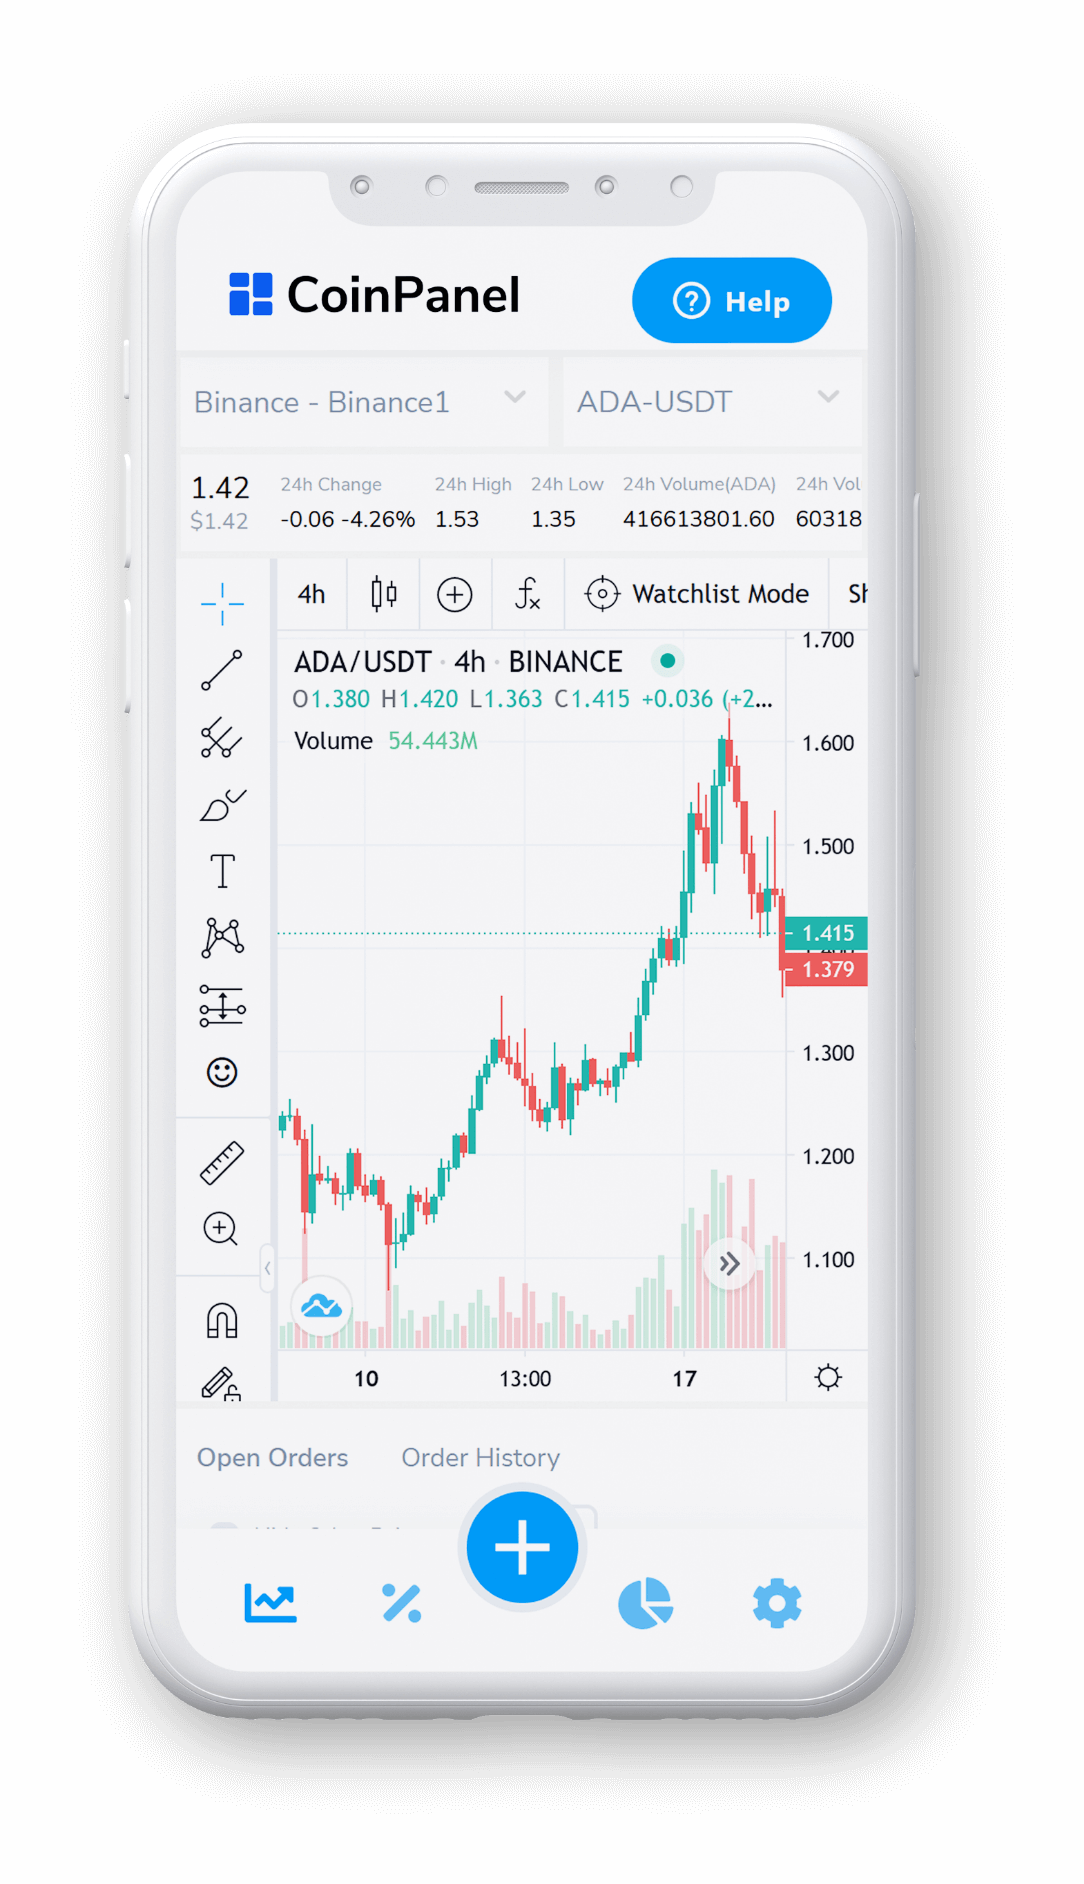 CoinPanel
Help
Binance - Binance1
ADA-USDT
1.42
$1.42
24h Change
-0.06 -4.26%
24h High
1.53
24h Low
1.35
24h Volume(ADA)
416613801.60
24h Vol
60318
4h
Watchlist Mode
Sh
ADA/USDT · 4h · BINANCE
O1.380 H1.420 L1.363 C1.415 +0.036 (+2...
Volume 54.443M
1.700
1.600
1.500
1.415
1.379
1.300
1.200
1.100
10 13:00 17
Open Orders
Order History